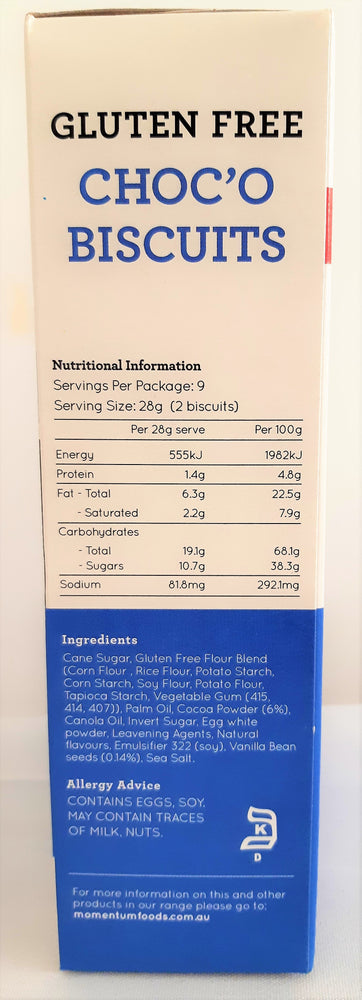 GLUTEN FREE
CHOC'O
BISCUITS
Nutritional Information
Servings Per Package: 9
Serving Size: 28g (2 biscuits)
Per 28g serve Per 100g
Energy 555kJ 1982kJ
Protein 1.4g 4.8g
Fat - Total 6.3g 22.5g
- Saturated 2.2g 7.9g
Carbohydrates
- Total 19.1g 68.1g
- Sugars 10.7g 38.3g
Sodium 81.8mg 292.1mg
Ingredients
Cane Sugar, Gluten Free Flour Blend
(Corn Flour , Rice Flour, Potato Starch,
Corn Starch, Soy Flour, Potato Flour,
Tapioca Starch, Vegetable Gum (415,
414, 407)), Palm Oil, Cocoa Powder (6%),
Canola Oil, Invert Sugar, Egg white
powder, Leavening Agents, Natural
flavours, Emulsifier 322 (soy), Vanilla Bean
seeds (0.14%), Sea Salt.
Allergy Advice
CONTAINS EGGS, SOY.
MAY CONTAIN TRACES
OF MILK, NUTS.
K
D
For more information on this and other
products in our range please go to:
momentumfoods.com.au